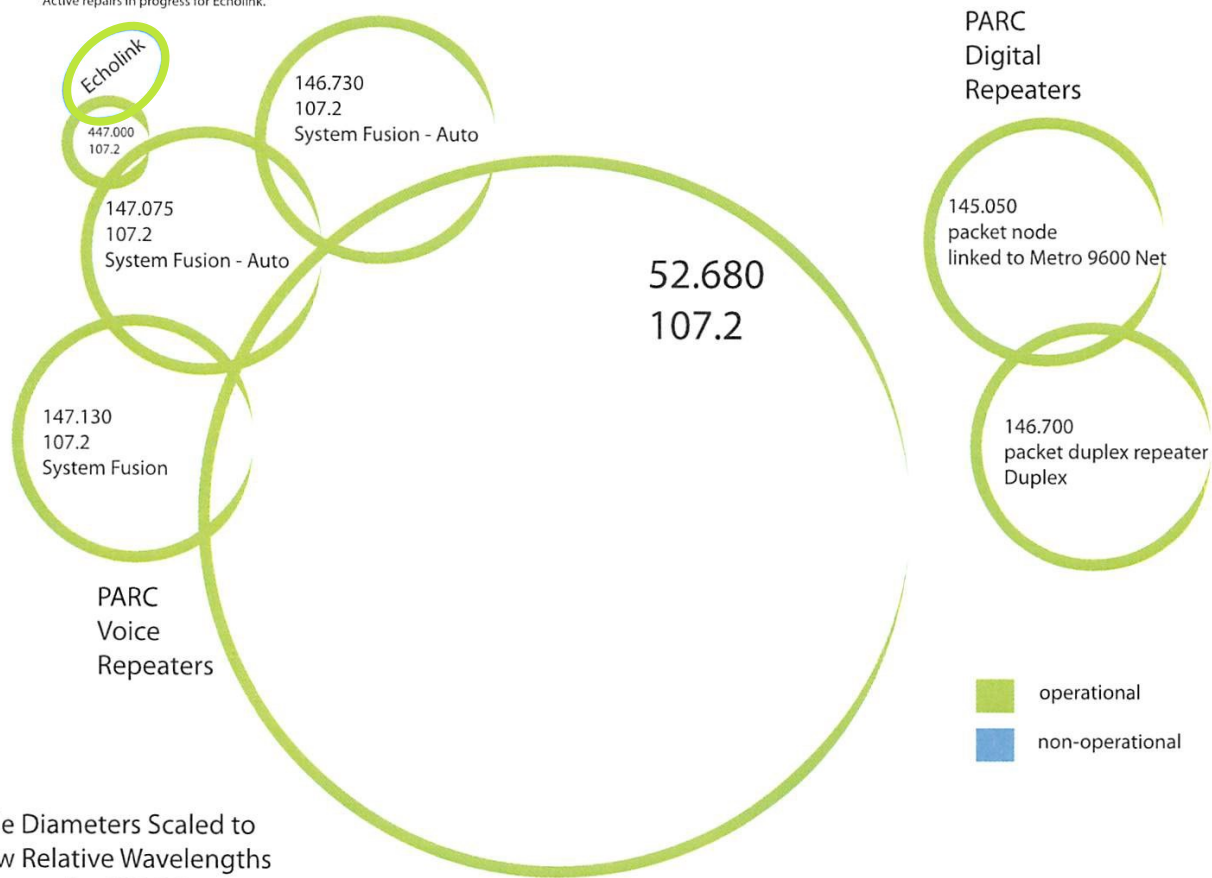 Active repairs in progress for Echolink.
Echolink
447.000
107.2
146.730
107.2
System Fusion - Auto
147.075
107.2
System Fusion - Auto
147.130
107.2
System Fusion
52.680
107.2
PARC
Voice
Repeaters
PARC
Digital
Repeaters
145.050
packet node
linked to Metro 9600 Net
146.700
packet duplex repeater
Duplex
operational
non-operational
e Diameters Scaled to
w Relative Wavelengths